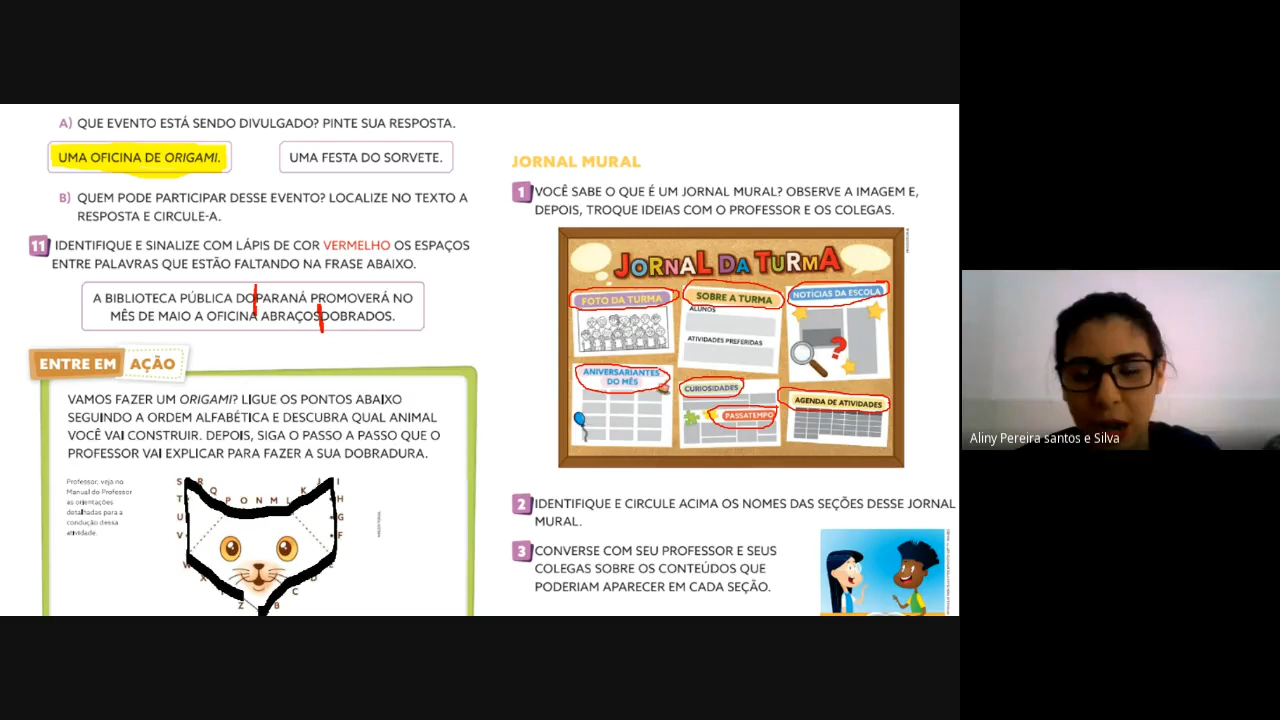 A) QUE EVENTO ESTÁ SENDO DIVULGADO? PINTE SUA RESPOSTA.
UMA OFICINA DE ORIGAMI.
UMA FESTA DO SORVETE.
B) QUEM PODE PARTICIPAR DESSE EVENTO? LOCALIZE NO TEXTO A
RESPOSTA E CIRCULE-A.
11 IDENTIFIQUE E SINALIZE COM LÁPIS DE COR VERMELHO OS ESPAÇOS
ENTRE PALAVRAS QUE ESTÃO FALTANDO NA FRASE ABAIXO.
A BIBLIOTECA PÚBLICA DOPARANÁ PROMOVERÁ NO
MÊS DE MAIO A OFICINA ABRAÇOSDOBRADOS.
ENTRE EM AÇÃO
VAMOS FAZER UM ORIGAMI? LIGUE OS PONTOS ABAIXO
SEGUINDO A ORDEM ALFABÉTICA E DESCUBRA QUAL ANIMAL
VOCÊ VAI CONSTRUIR. DEPOIS, SIGA O PASSO A PASSO QUE O
PROFESSOR VAI EXPLICAR PARA FAZER A SUA DOBRADURA.
Professor, veja no
Manual do Professor
as orientações
detalhadas para a
condução dessa
atividade.
S R Q P O N M L K J I
T H
U G
V F
W
X D
Z B C
JORNAL MURAL
1 VOCÊ SABE O QUE É UM JORNAL MURAL? OBSERVE A IMAGEM E,
DEPOIS, TROQUE IDEIAS COM O PROFESSOR E OS COLEGAS.
JORNAL DA TURMA
FOTO DA TURMA
SOBRE A TURMA
NOTÍCIAS DA ESCOLA
ALUNOS
ATIVIDADES PREFERIDAS
ANIVERSARIANTES
DO MÊS
CURIOSIDADES
PASSATEMPO
AGENDA DE ATIVIDADES
2 IDENTIFIQUE E CIRCULE ACIMA OS NOMES DAS SEÇÕES DESSE JORNAL
MURAL.
3 CONVERSE COM SEU PROFESSOR E SEUS
COLEGAS SOBRE OS CONTEÚDOS QUE
PODERIAM APARECER EM CADA SEÇÃO.
Aliny Pereira santos e Silva